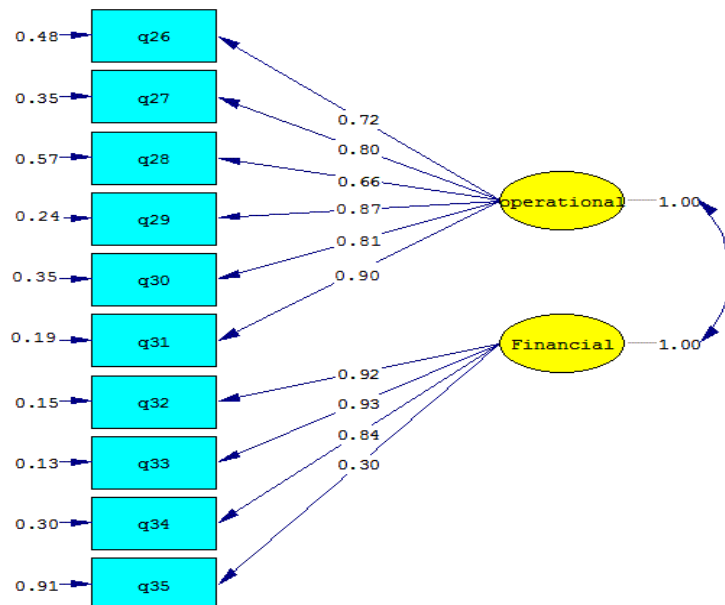 0.48 q26
0.72
0.35 q27
0.80
0.57 q28
0.66
operational 1.00
0.24 q29
0.87
0.81
0.35 q30
0.90
0.19 q31
Financial 1.00
0.92
0.15 q32
0.93
0.84
0.13 q33
0.30
0.30 q34
0.91 q35